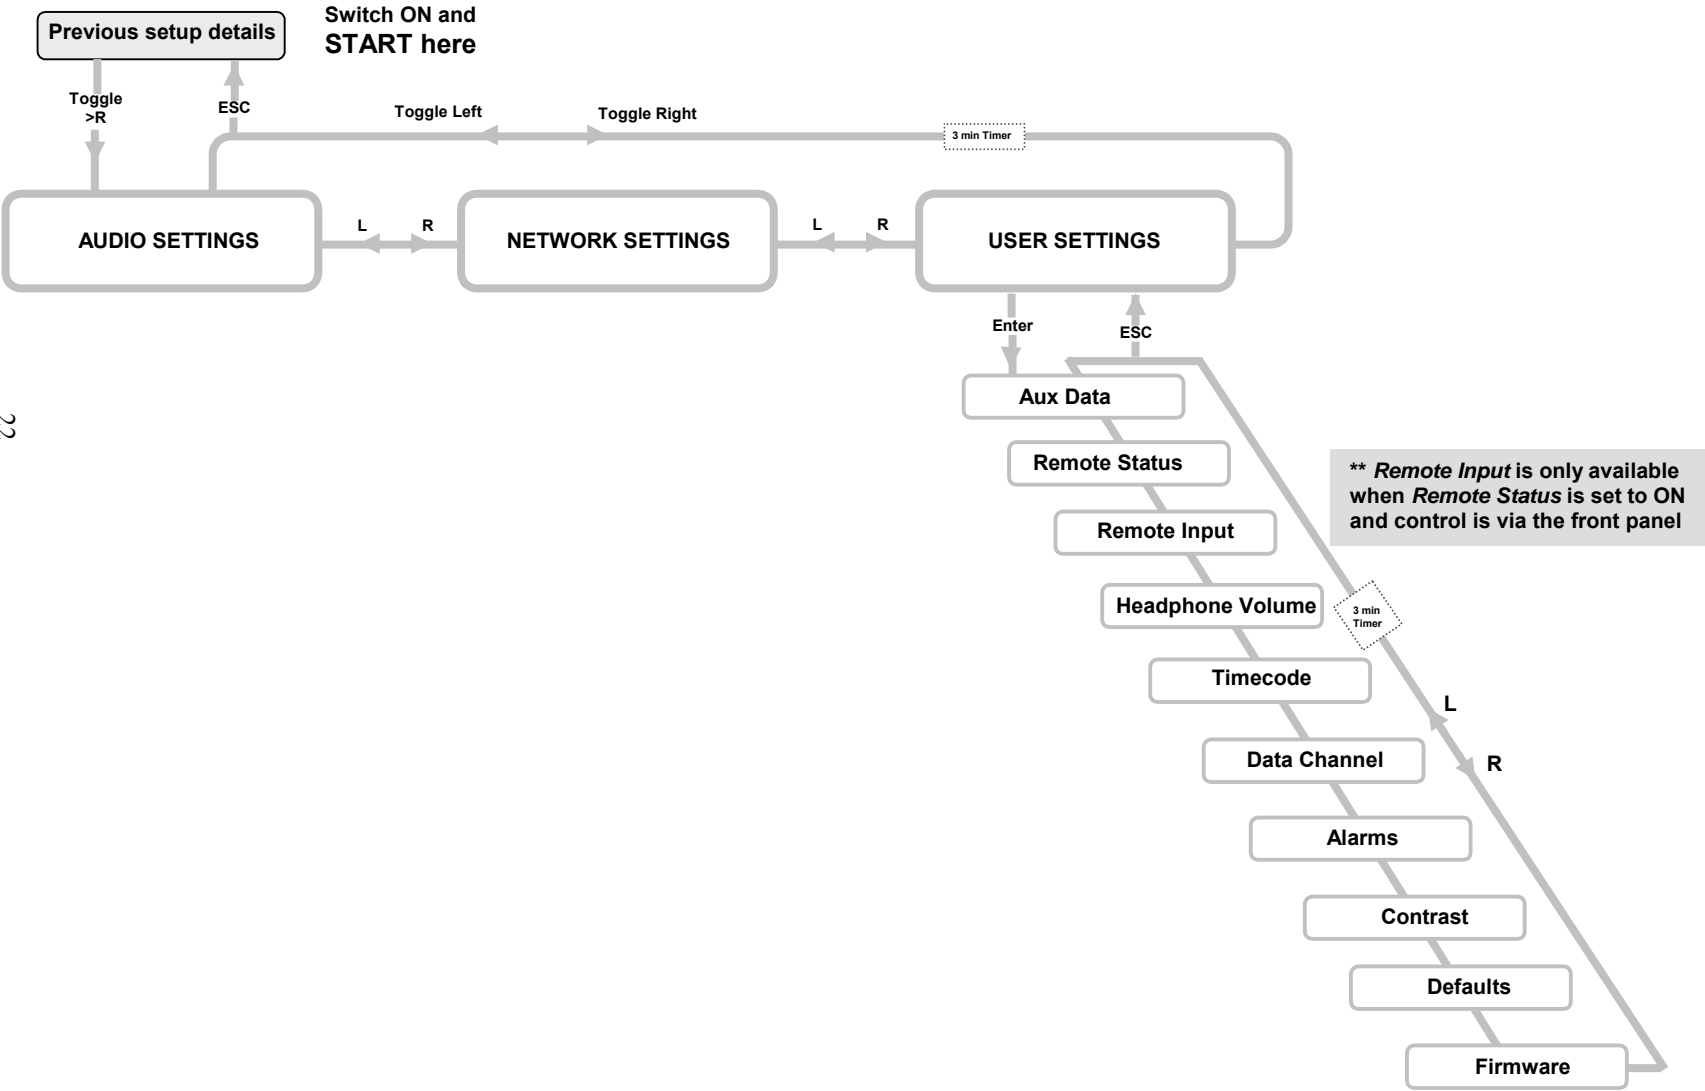 Previous setup details
Switch ON and
START here
Toggle
>R
ESC
Toggle Left
Toggle Right
3 min Timer
AUDIO SETTINGS
L
R
NETWORK SETTINGS
L
R
USER SETTINGS
Enter
ESC
Aux Data
Remote Status
Remote Input
Headphone Volume
Timecode
Data Channel
Alarms
Contrast
Defaults
Firmware
** Remote Input is only available
when Remote Status is set to ON
and control is via the front panel
3 min
Timer
L
R
22